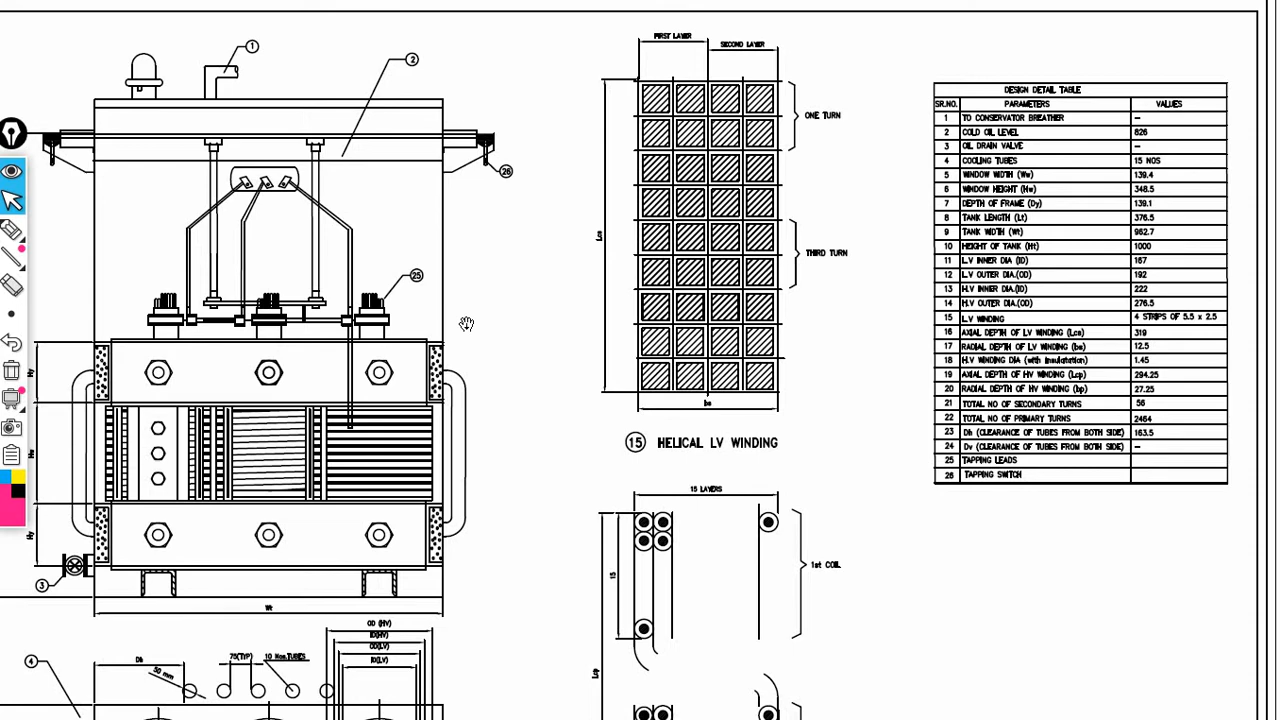 1
2
26
25
Hy
Hw
Hy
3
Wt
OD (HV)
ID(HV)
OD(LV)
ID(LV)
Dh
75(TYP)
10 Nos.TUBES
50 mm
4
FIRST LAYER
SECOND LAYER
ONE TURN
THIRD TURN
Lcs
bs
15 HELICAL LV WINDING
15 LAYERS
15
1st COIL
Lcp
DESIGN DETAIL TABLE
SR.NO. PARAMETERS VALUES
1 TO CONSERVATOR BREATHER –
2 COLD OIL LEVEL 826
3 OIL DRAIN VALVE –
4 COOLING TUBES 15 NOS
5 WINDOW WIDTH (Ww) 139.4
6 WINDOW HEIGHT (Hw) 348.5
7 DEPTH OF FRAME (Dy) 139.1
8 TANK LENGTH (Lt) 376.5
9 TANK WIDTH (Wt) 962.7
10 HEIGHT OF TANK (Ht) 1000
11 L.V INNER DIA (ID) 167
12 L.V OUTER DIA.(OD) 192
13 H.V INNER DIA.(ID) 222
14 H.V OUTER DIA.(OD) 276.5
15 L.V WINDING 4 STRIPS OF 5.5 x 2.5
16 AXIAL DEPTH OF LV WINDING (Lcs) 319
17 RADIAL DEPTH OF LV WINDING (bs) 12.5
18 H.V WINDING DIA (with insulatation) 1.45
19 AXIAL DEPTH OF HV WINDING (Lcp) 294.25
20 RADIAL DEPTH OF HV WINDING (bp) 27.25
21 TOTAL NO OF SECONDARY TURNS 56
22 TOTAL NO OF PRIMARY TURNS 2464
23 Dh (CLEARANCE OF TUBES FROM BOTH SIDE) 163.5
24 Dv (CLEARANCE OF TUBES FROM BOTH SIDE) –
25 TAPPING LEADS
26 TAPPING SWITCH